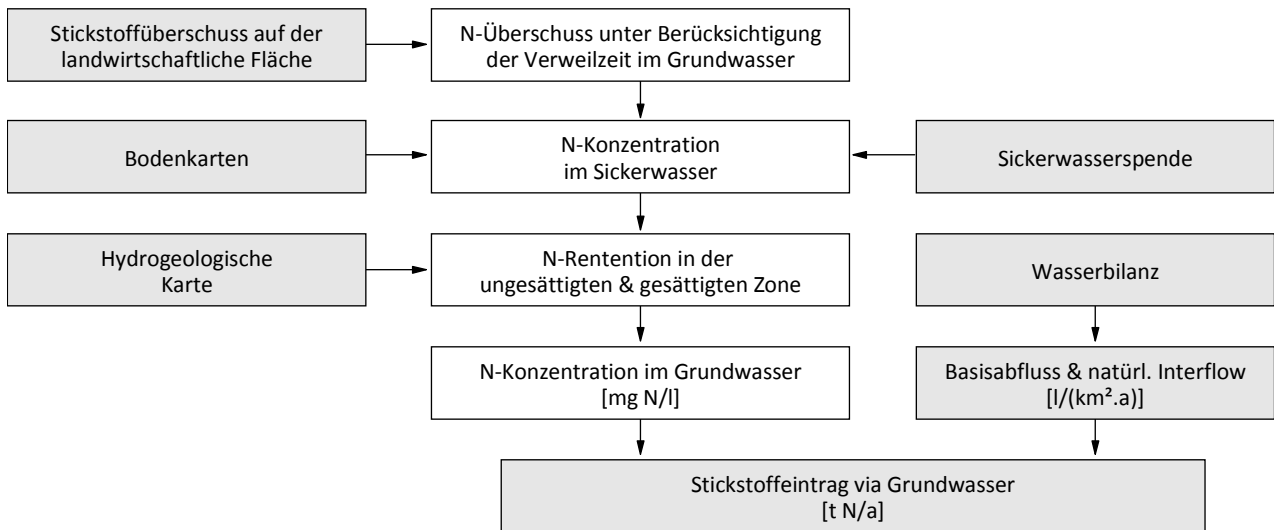 Stickstoffüberschuss auf der
landwirtschaftliche Fläche
N-Überschuss unter Berücksichtigung
der Verweilzeit im Grundwasser
Bodenkarten
N-Konzentration
im Sickerwasser
Sickerwasserspende
Hydrogeologische
Karte
N-Rentention in der
ungesättigten & gesättigten Zone
Wasserbilanz
N-Konzentration im Grundwasser
[mg N/l]
Basisabfluss & natürl. Interflow
[l/(km².a)]
Stickstoffeintrag via Grundwasser
[t N/a]